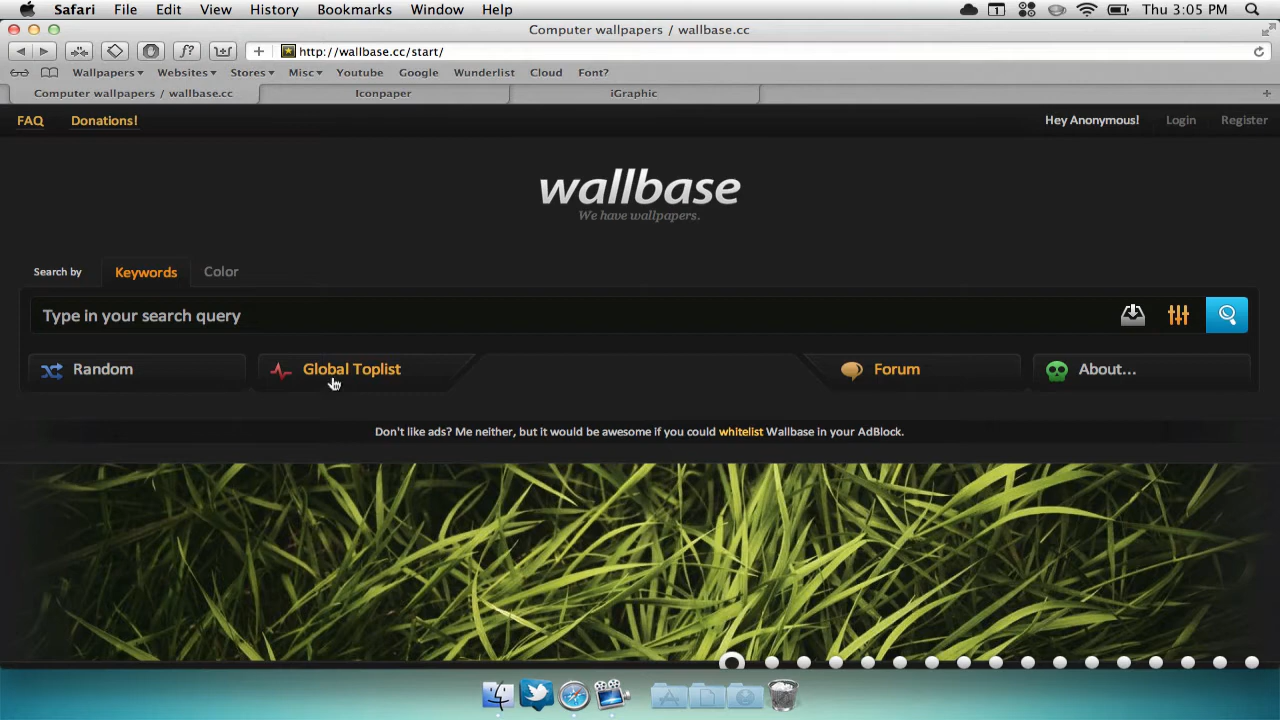 Safari File Edit View History Bookmarks Window Help Thu 3:05 PM
Computer wallpapers / wallbase.cc
f? http://wallbase.cc/start/
Wallpapers Websites Stores Misc Youtube Google Wunderlist Cloud Font?
Computer wallpapers / wallbase.cc Iconpaper iGraphic
FAQ Donations! Hey Anonymous! Login Register
wallbase
We have wallpapers.
Search by Keywords Color
Type in your search query
Random Global Toplist Forum About...
Don't like ads? Me neither, but it would be awesome if you could whitelist Wallbase in your AdBlock.